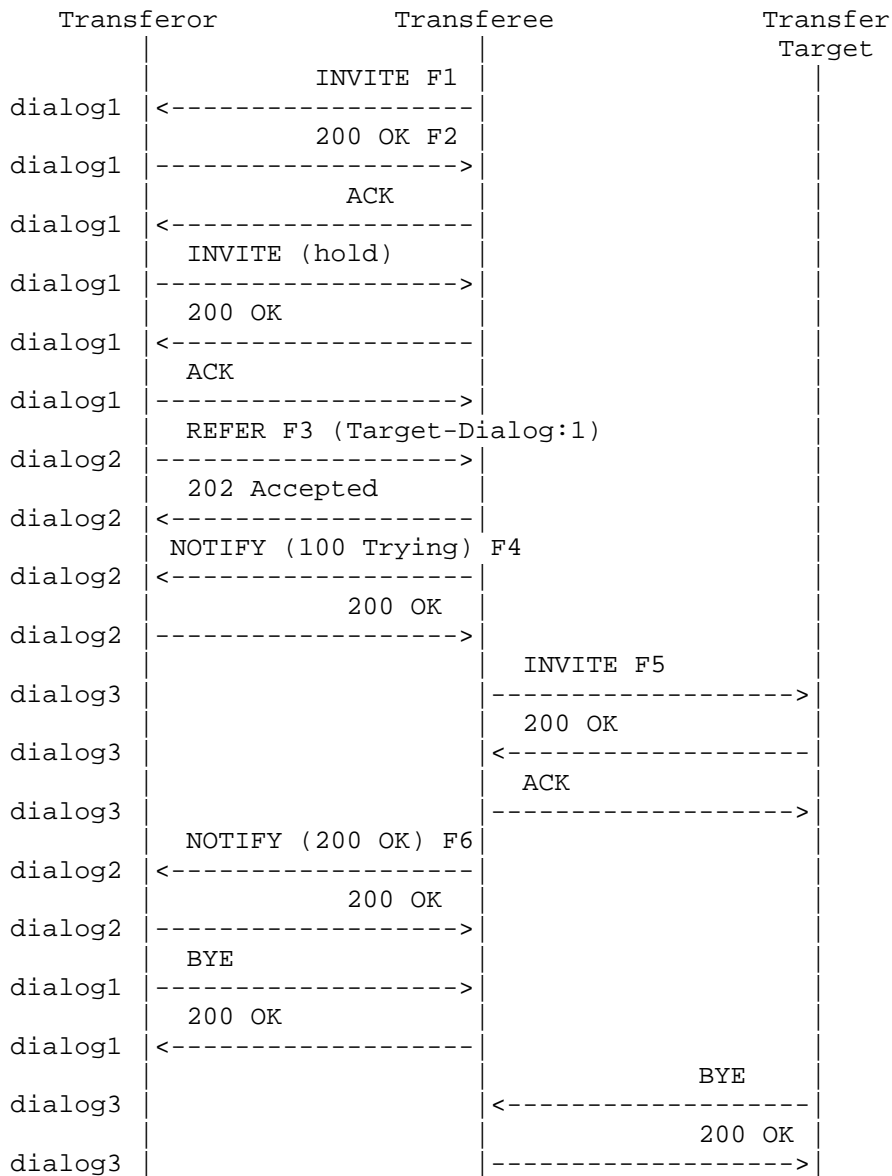 Transferor Transferee Transfer
Target
INVITE F1
dialog1 |<-------------------|
200 OK F2
dialog1 |------------------->|
ACK
dialog1 |<-------------------|
INVITE (hold)
dialog1 |------------------->|
200 OK
dialog1 |<-------------------|
ACK
dialog1 |------------------->|
REFER F3 (Target-Dialog:1)
dialog2 |------------------->|
202 Accepted
dialog2 |<-------------------|
NOTIFY (100 Trying) F4
dialog2 |<-------------------|
200 OK
dialog2 |------------------->|
INVITE F5
dialog3 | |------------------->|
200 OK
dialog3 | |<-------------------|
ACK
dialog3 | |------------------->|
NOTIFY (200 OK) F6
dialog2 |<-------------------|
200 OK
dialog2 |------------------->|
BYE
dialog1 |------------------->|
200 OK
dialog1 |<-------------------|
BYE
dialog3 | |<-------------------|
200 OK
dialog3 | |------------------->|